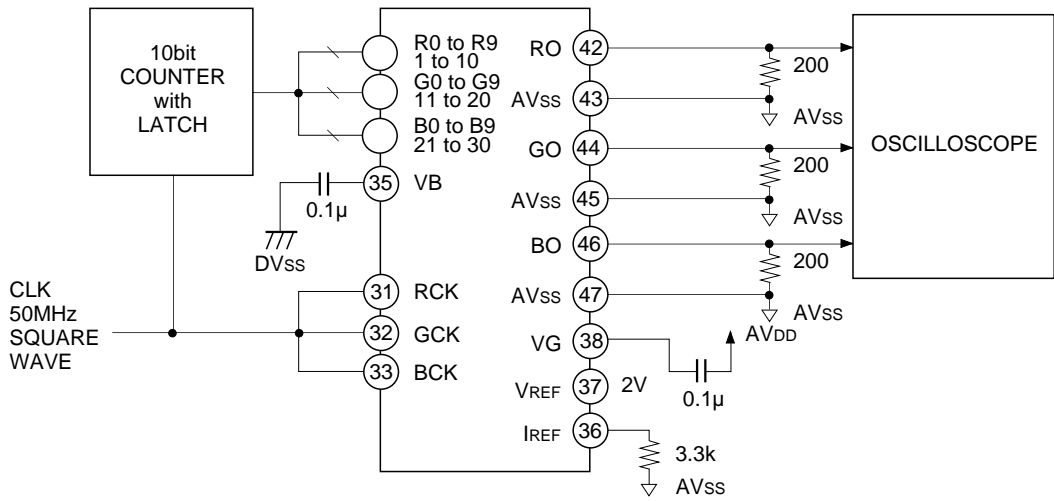 10bit
COUNTER
with
LATCH
R0 to R9
1 to 10
G0 to G9
11 to 20
B0 to B9
21 to 30
35
VB
0.1μ
DVSS
CLK
50MHz
SQUARE
WAVE
31
RCK
32
GCK
33
BCK
RO
42
200
AVSS
43
AVSS
GO
44
200
AVSS
45
AVSS
BO
46
200
AVSS
47
AVSS
VG
38
AVDD
0.1μ
VREF
37
2V
IREF
36
3.3k
AVSS
OSCILLOSCOPE